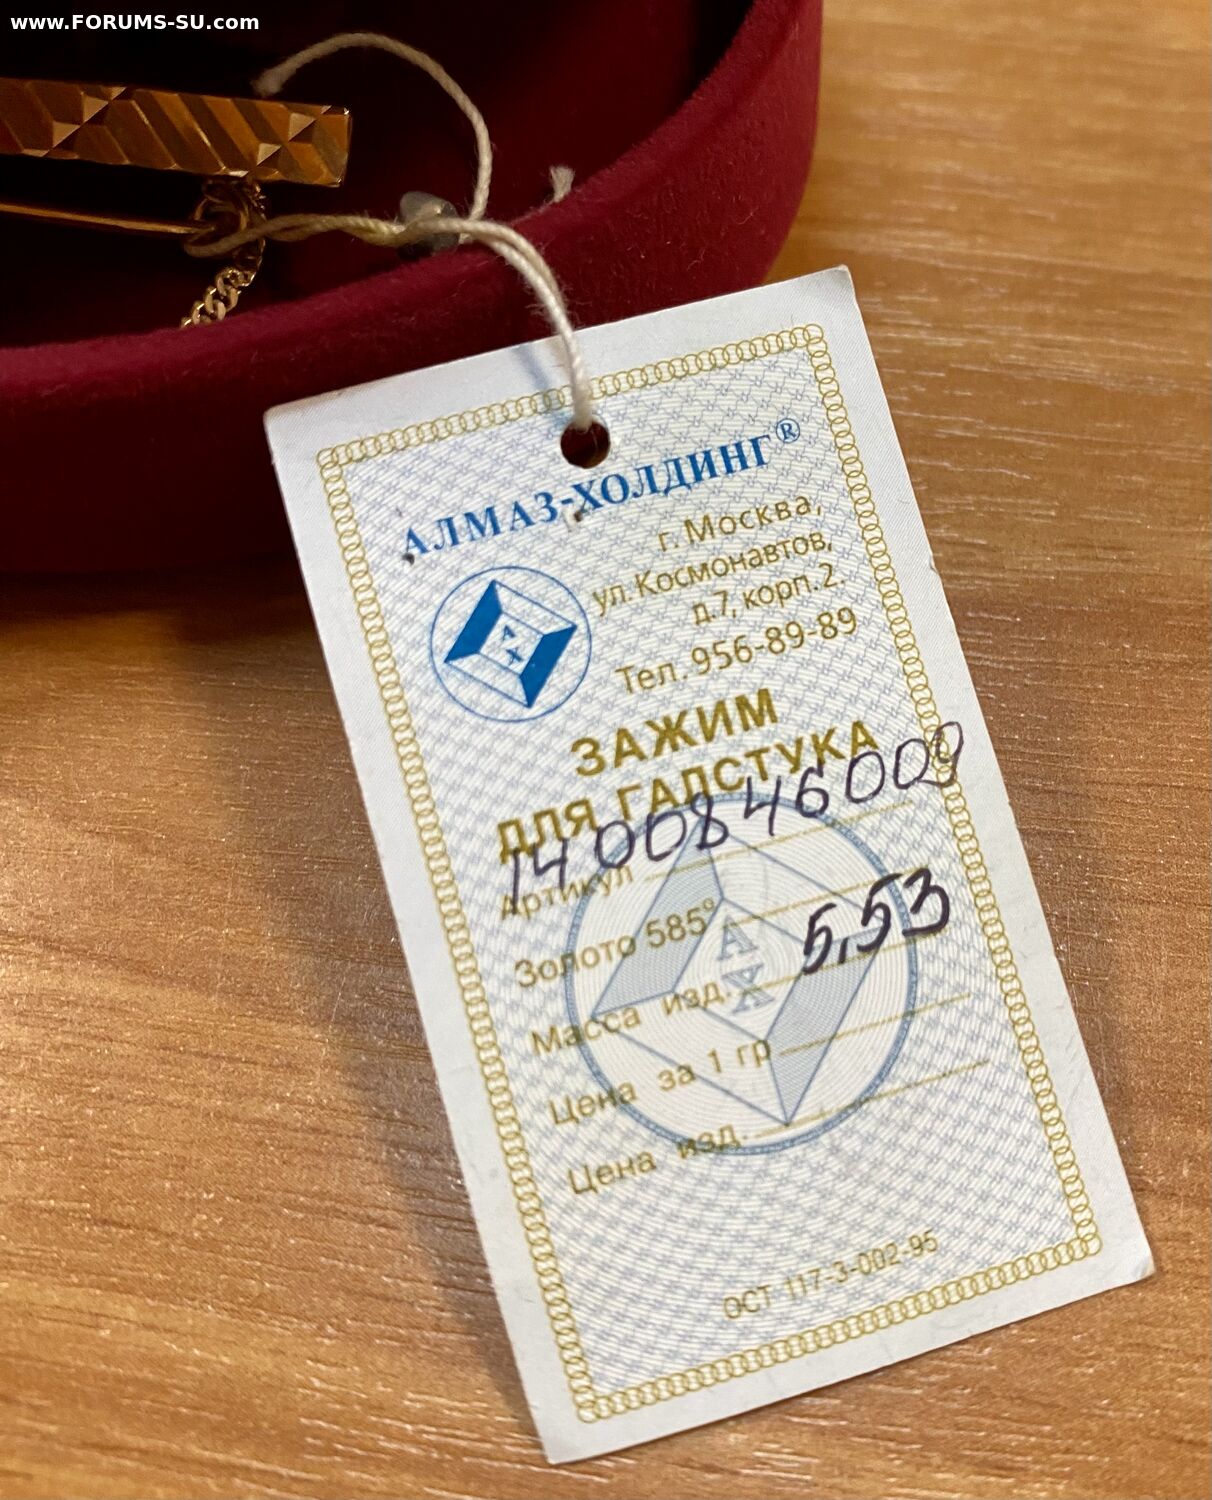 www.FORUMS-SU.com
АЛМАЗ-ХОЛДИНГ®
г. Москва,
ул. Космонавтов,
д.7, корп.2.
Тел. 956-89-89
АХ
ЗАЖИМ
ДЛЯ ГАЛСТУКА
Артикул 1400846009
Золото 585°
Масса изд. 5,53
Цена за 1 гр
Цена изд.
АХ
ОСТ 117-3-002-95